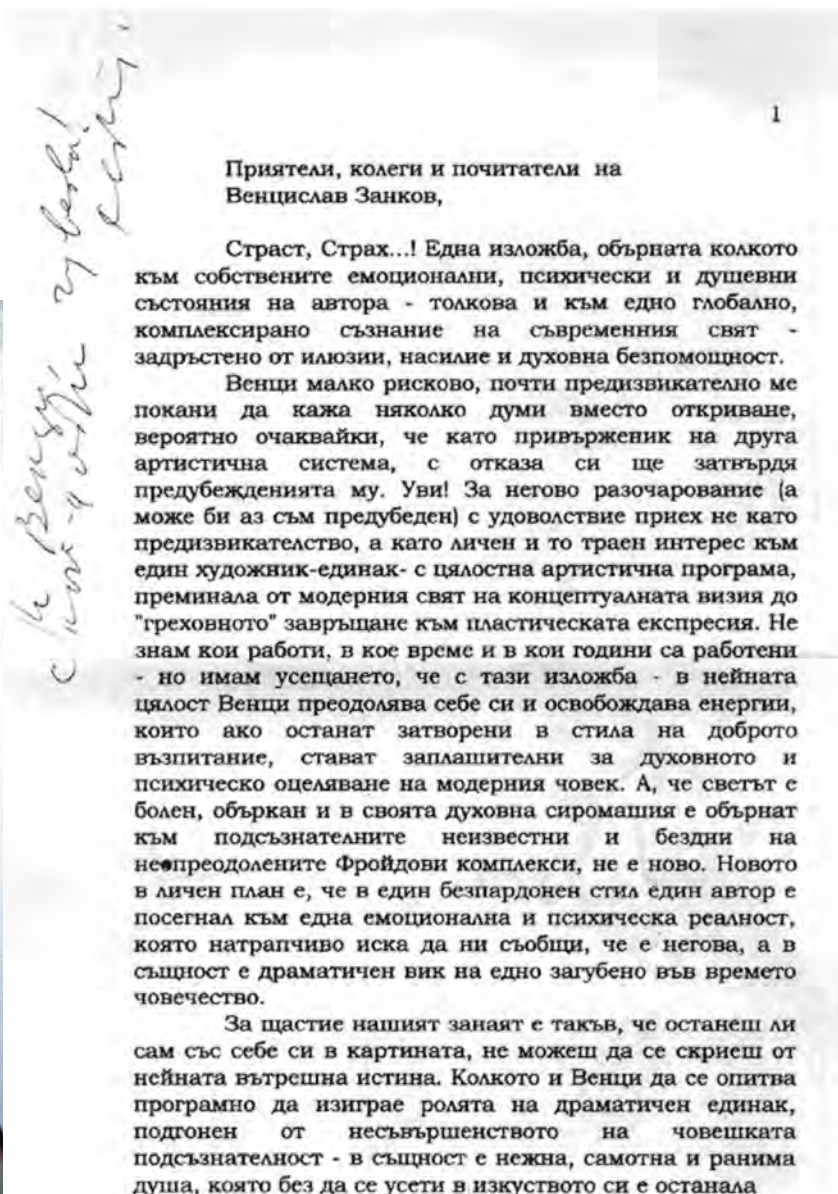 1
Приятели, колеги и почитатели на
Венцислав Занков,
Страст, Страх...! Една изложба, обърната колкото
към собствените емоционални, психически и душевни
състояния на автора - толкова и към едно глобално,
комплексирано съзнание на съвременния свят -
задръстено от илюзии, насилие и духовна безпомощност.
Венци малко рисково, почти предизвикателно ме
покани да кажа няколко думи вместо откриване,
вероятно очаквайки, че като привърженик на друга
артистична система, с отказа си ще затвърдя
предубежденията му. Уви! За негово разочарование (а
може би аз съм предубеден) с удоволствие приех не като
предизвикателство, а като личен и то траен интерес към
един художник-единак- с цялостна артистична програма,
преминала от модерния свят на концептуалната визия до
"греховното" завръщане към пластическата експресия. Не
знам кои работи, в кое време и в кои години са работени
- но имам усещането, че с тази изложба - в нейната
цялост Венци преодолява себе си и освобождава енергии,
които ако останат затворени в стила на доброто
възпитание, стават заплашителни за духовното и
психическо оцеляване на модерния човек. А, че светът е
болен, объркан и в своята духовна сиромашия е обърнат
към подсъзнателните неизвестни и бездни на
непреодолените Фройдови комплекси, не е ново. Новото
в личен план е, че в един безпардонен стил един автор е
посегнал към една емоционална и психическа реалност,
която натрапчиво иска да ни съобщи, че е негова, а в
същност е драматичен вик на едно загубено във времето
човечество.
За щастие нашият занаят е такъв, че останеш ли
сам със себе си в картината, не можеш да се скриеш от
нейната вътрешна истина. Колкото и Венци да се опитва
програмно да изиграе ролята на драматичен единак,
подгонен от несъвършенството на човешката
подсъзнателност - в същност е нежна, самотна и ранима
душа, която без да се усети в изкуството си е останала
Венци,
с чувства!